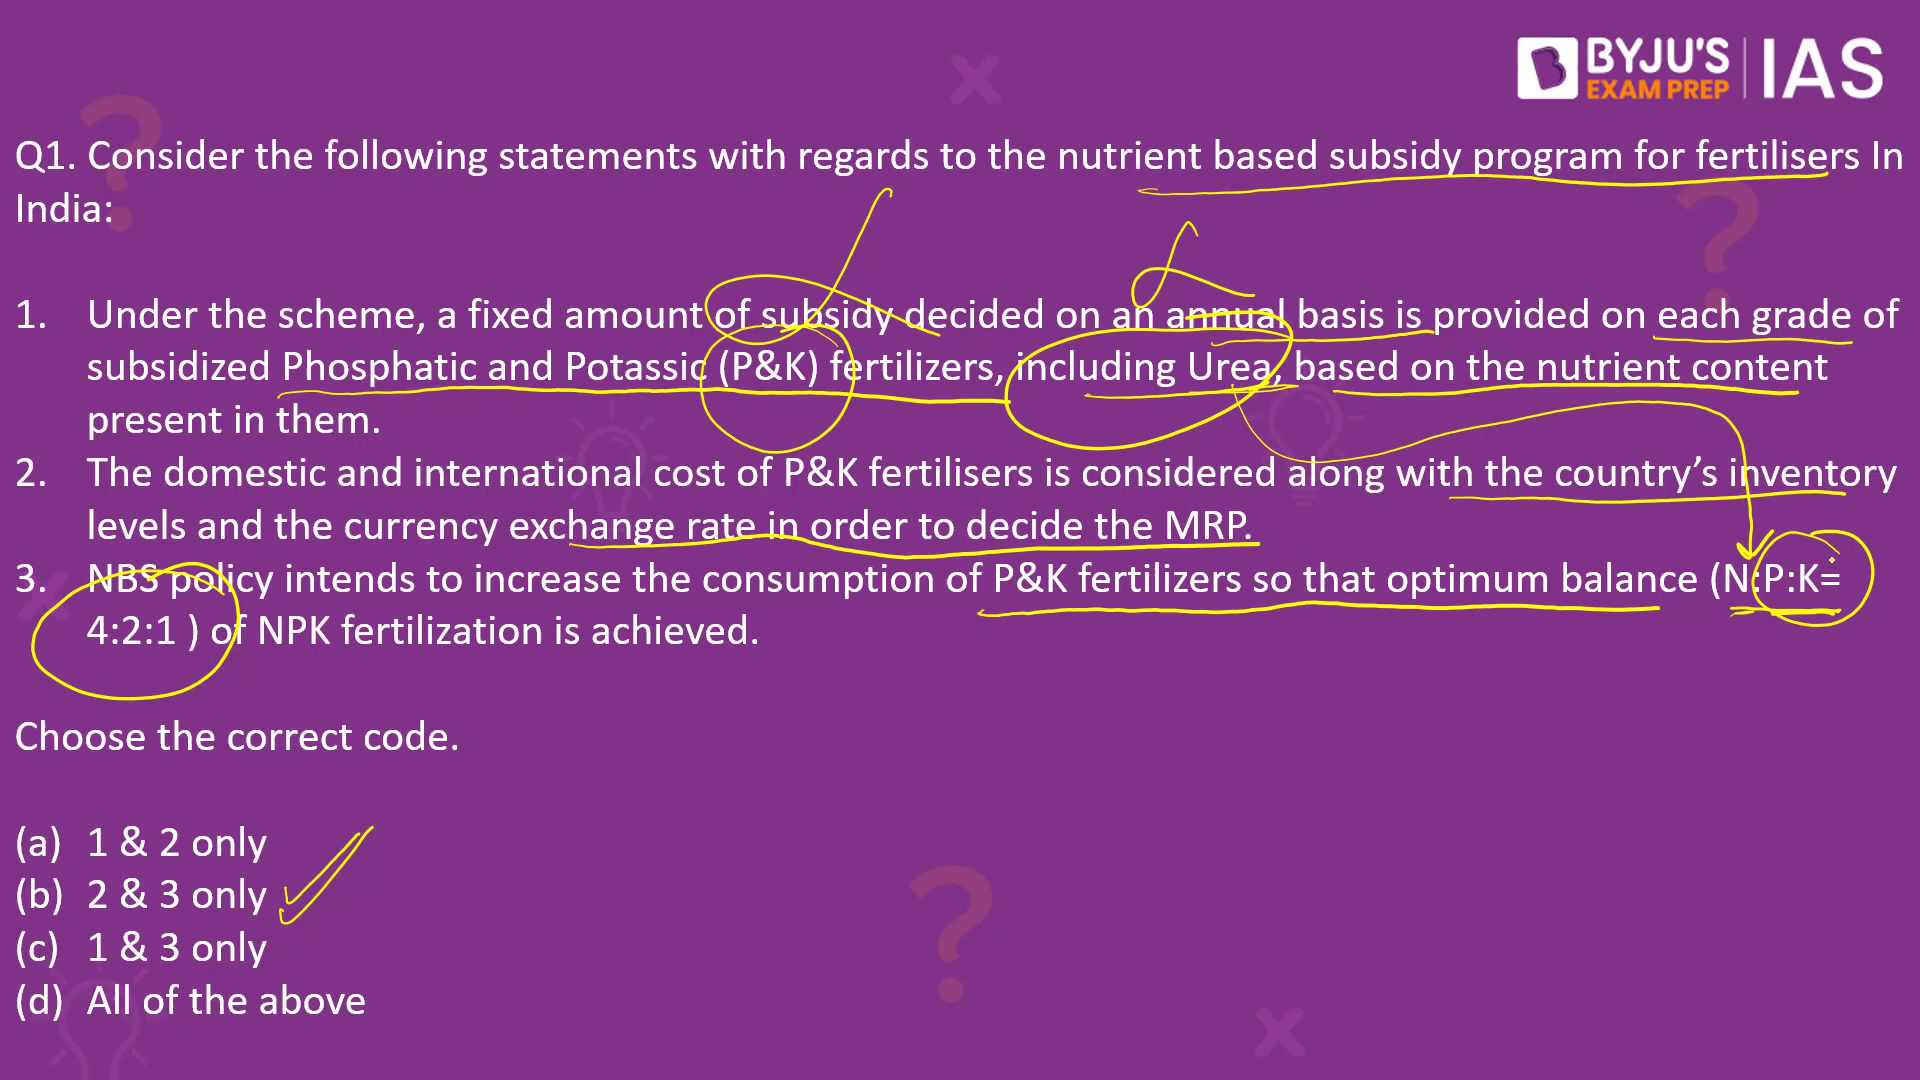 BYJU'S
EXAM PREP
IAS
Q1. Consider the following statements with regards to the nutrient based subsidy program for fertilisers In
India:
1. Under the scheme, a fixed amount of subsidy decided on an annual basis is provided on each grade of
subsidized Phosphatic and Potassic (P&K) fertilizers, including Urea, based on the nutrient content
present in them.
2. The domestic and international cost of P&K fertilisers is considered along with the country’s inventory
levels and the currency exchange rate in order to decide the MRP.
3. NBS policy intends to increase the consumption of P&K fertilizers so that optimum balance (N:P:K=
4:2:1 ) of NPK fertilization is achieved.
Choose the correct code.
(a) 1 & 2 only
(b) 2 & 3 only
(c) 1 & 3 only
(d) All of the above